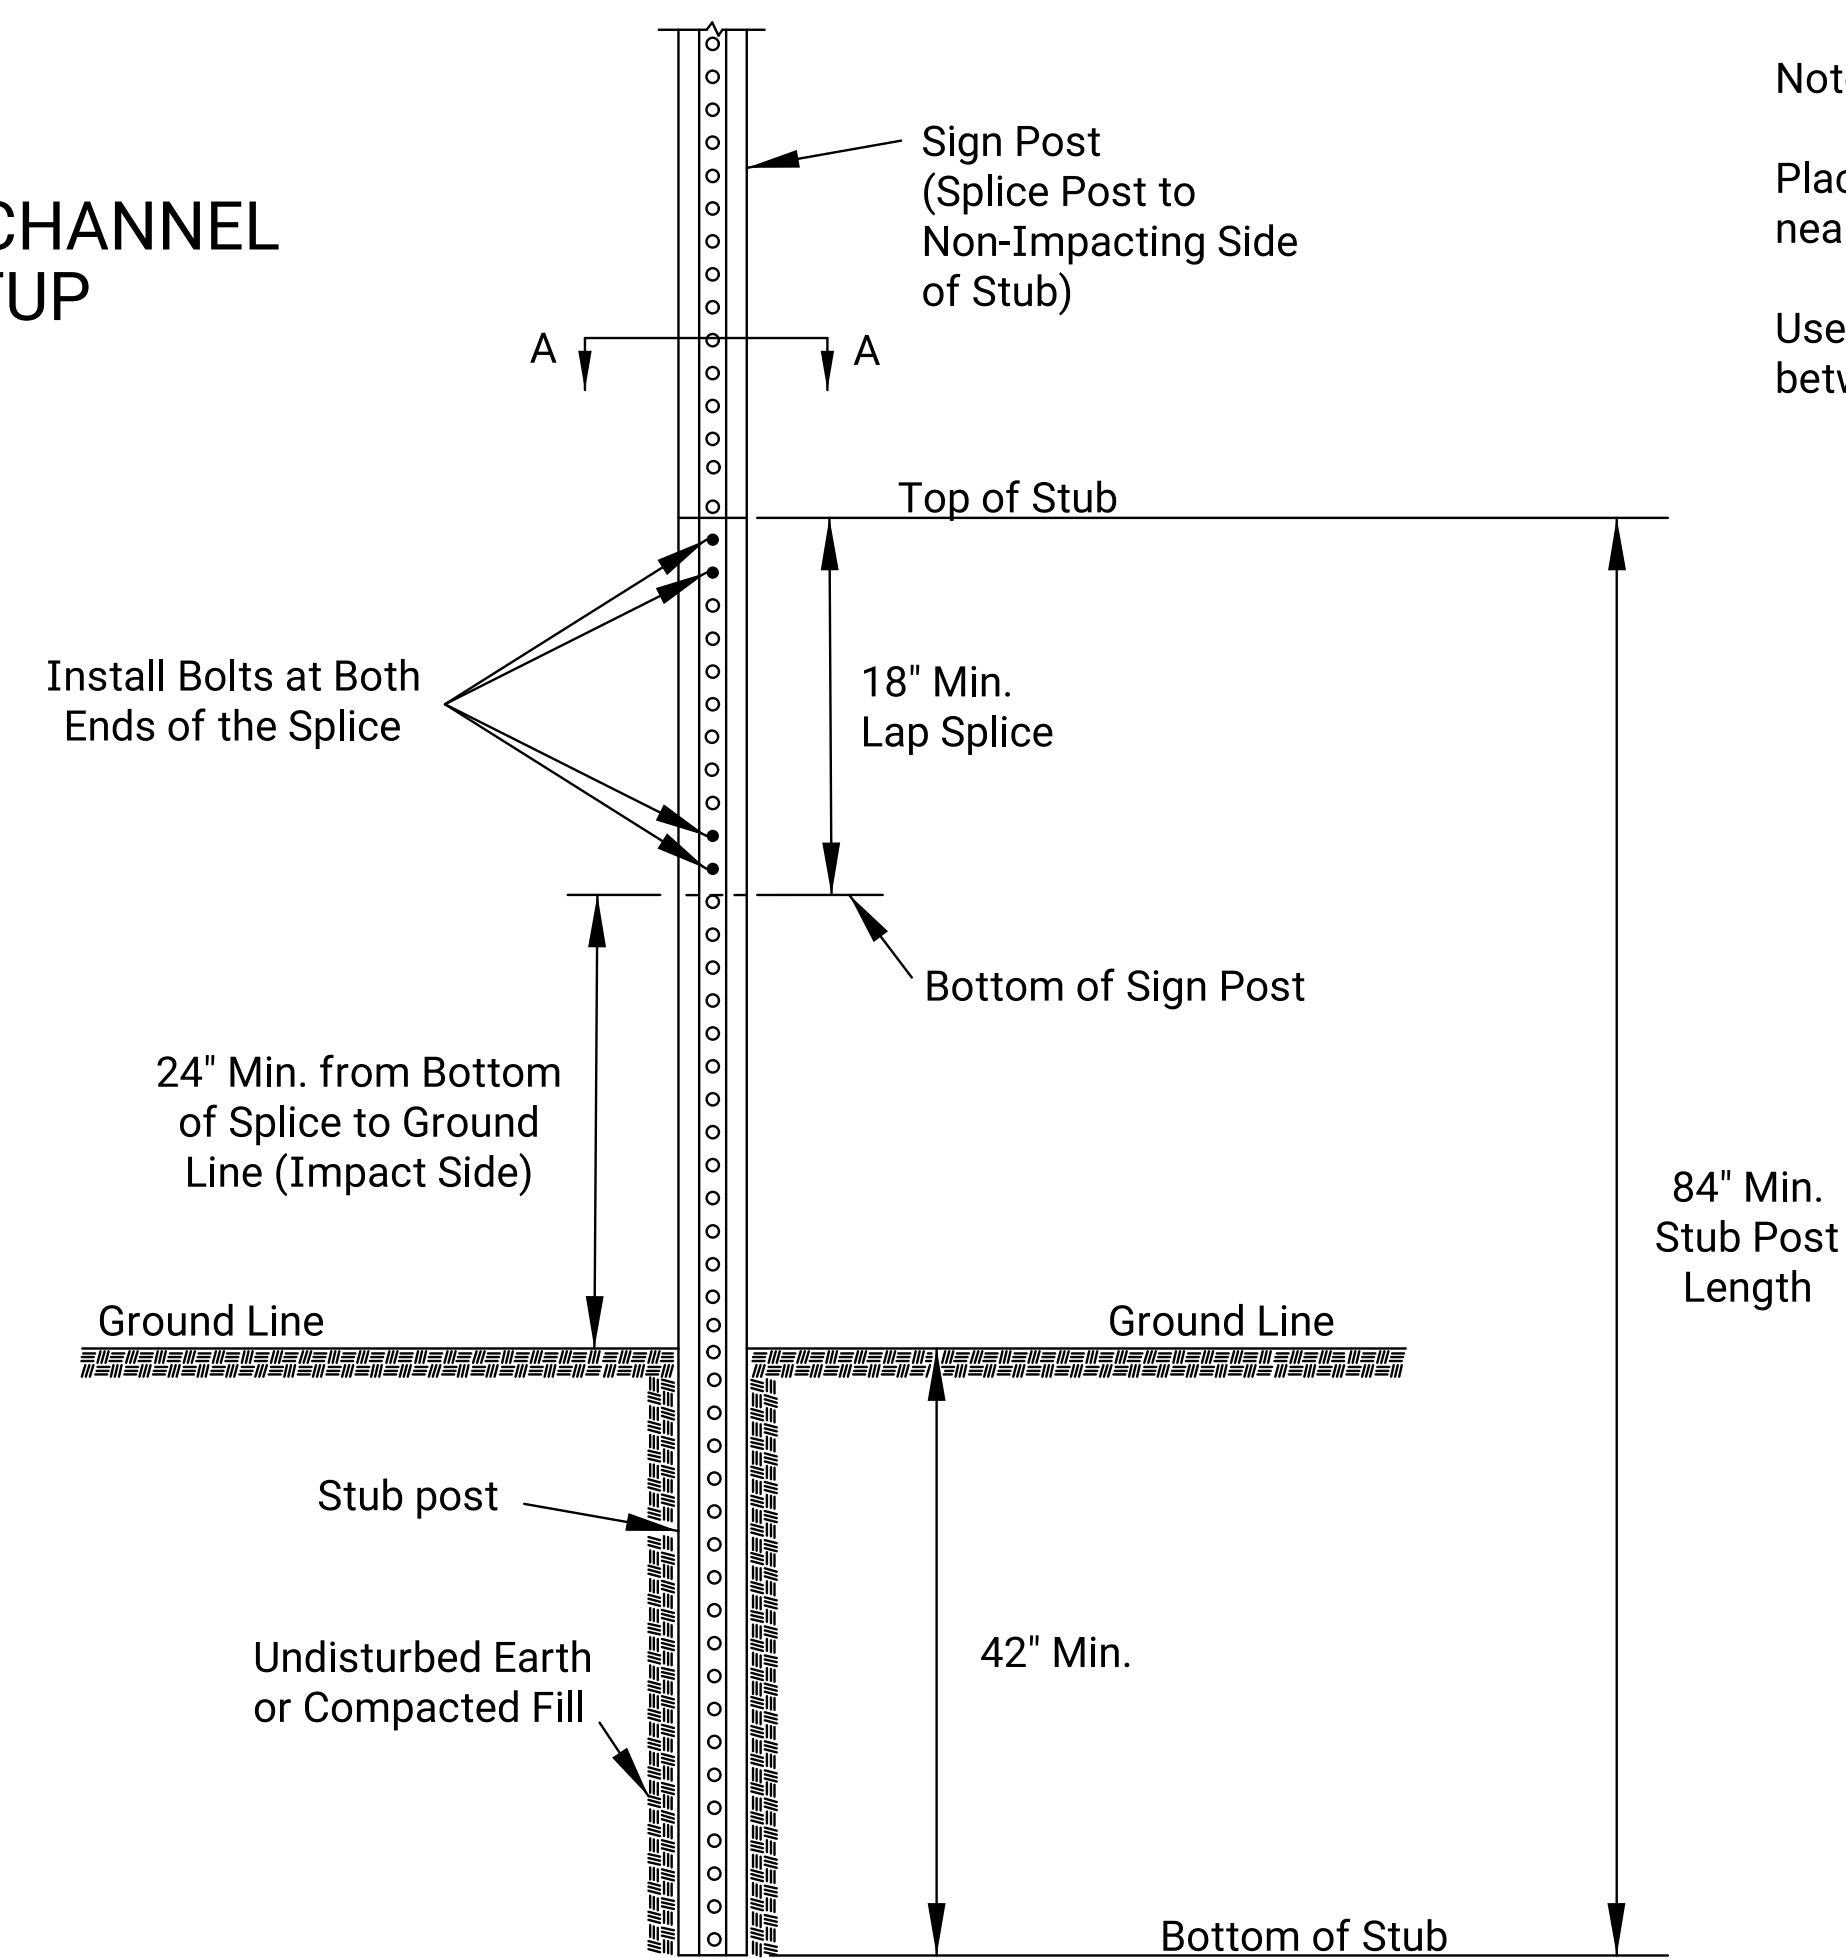 CHANNEL
Sign Post
(Splice Post to
Non-Impacting Side
of Stub)
A
A
Top of Stub
Install Bolts at Both
Ends of the Splice
18" Min.
Lap Splice
Bottom of Sign Post
24" Min. from Bottom
of Splice to Ground
Line (Impact Side)
84" Min.
Stub Post
Length
Ground Line
Ground Line
Stub post
Undisturbed Earth
or Compacted Fill
42" Min.
Bottom of Stub
Use